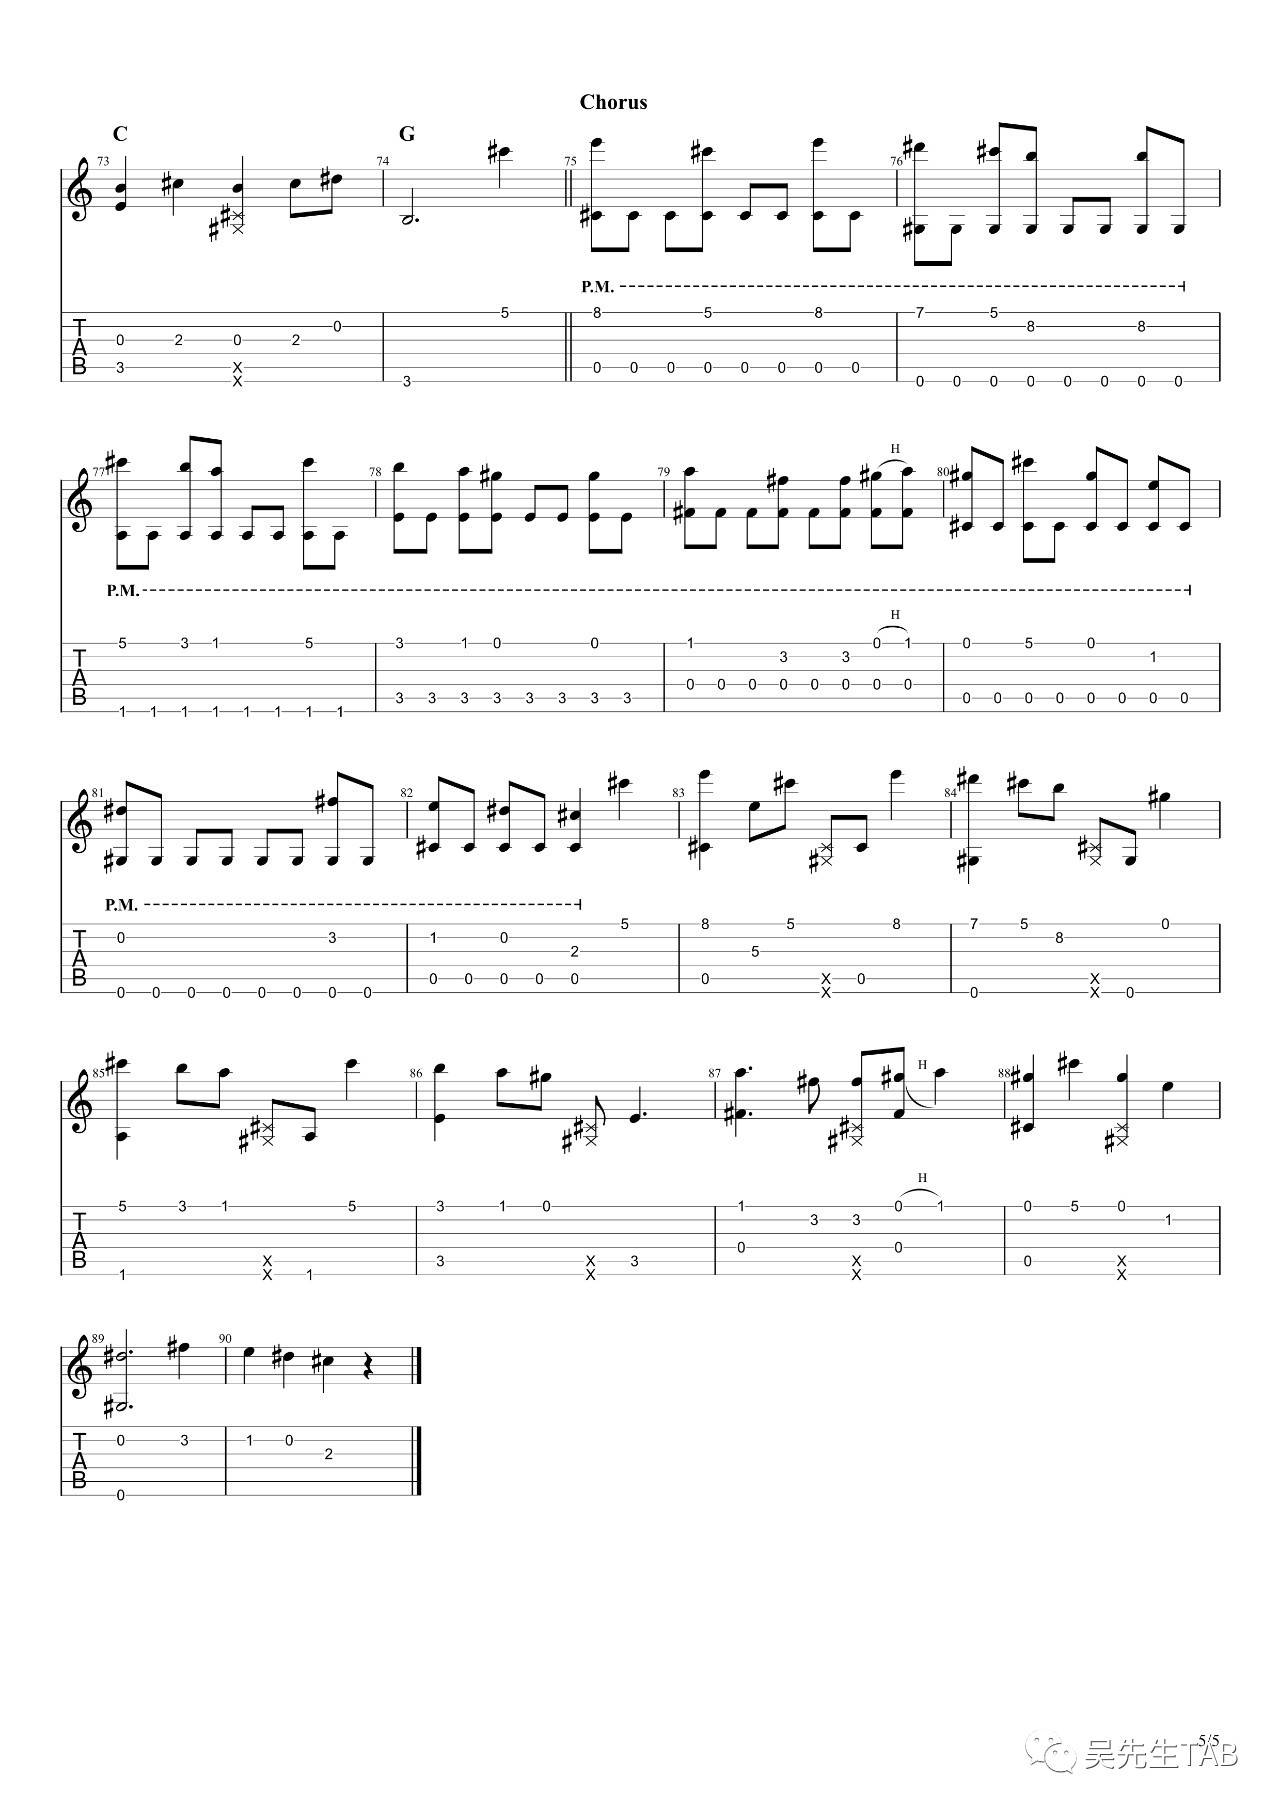 Chorus
C G
73 74 75 76
P.M.
T 0 2 0 2 0 5 8 5 8 7 5 8 8
A
B 3 X X 3 0 0 0 0 0 0 0 0 0 0 0 0 0 0 0 0
77 78 79 H 80
P.M.
H
T 5 3 1 5 3 1 0 0 1 3 3 0 1 0 5 0 1
A 0 0 0 0 0 0 0 0
B 1 1 1 1 1 1 1 1 3 3 3 3 3 3 3 3 0 0 0 0 0 0 0 0
81 82 83 84
P.M.
T 0 3 1 0 2 5 8 5 5 8 7 5 8 0
A
B 0 0 0 0 0 0 0 0 0 0 0 0 0 0 X X 0 0 X X 0
85 86 87 H 88
H
T 5 3 1 5 3 1 0 1 3 3 0 1 0 5 0 1
A 0 0
B 1 X X 1 3 X X 3 X X 0 X X
89 90
T 0 3 1 0 2
A
B 0
5/5
吴先生TAB